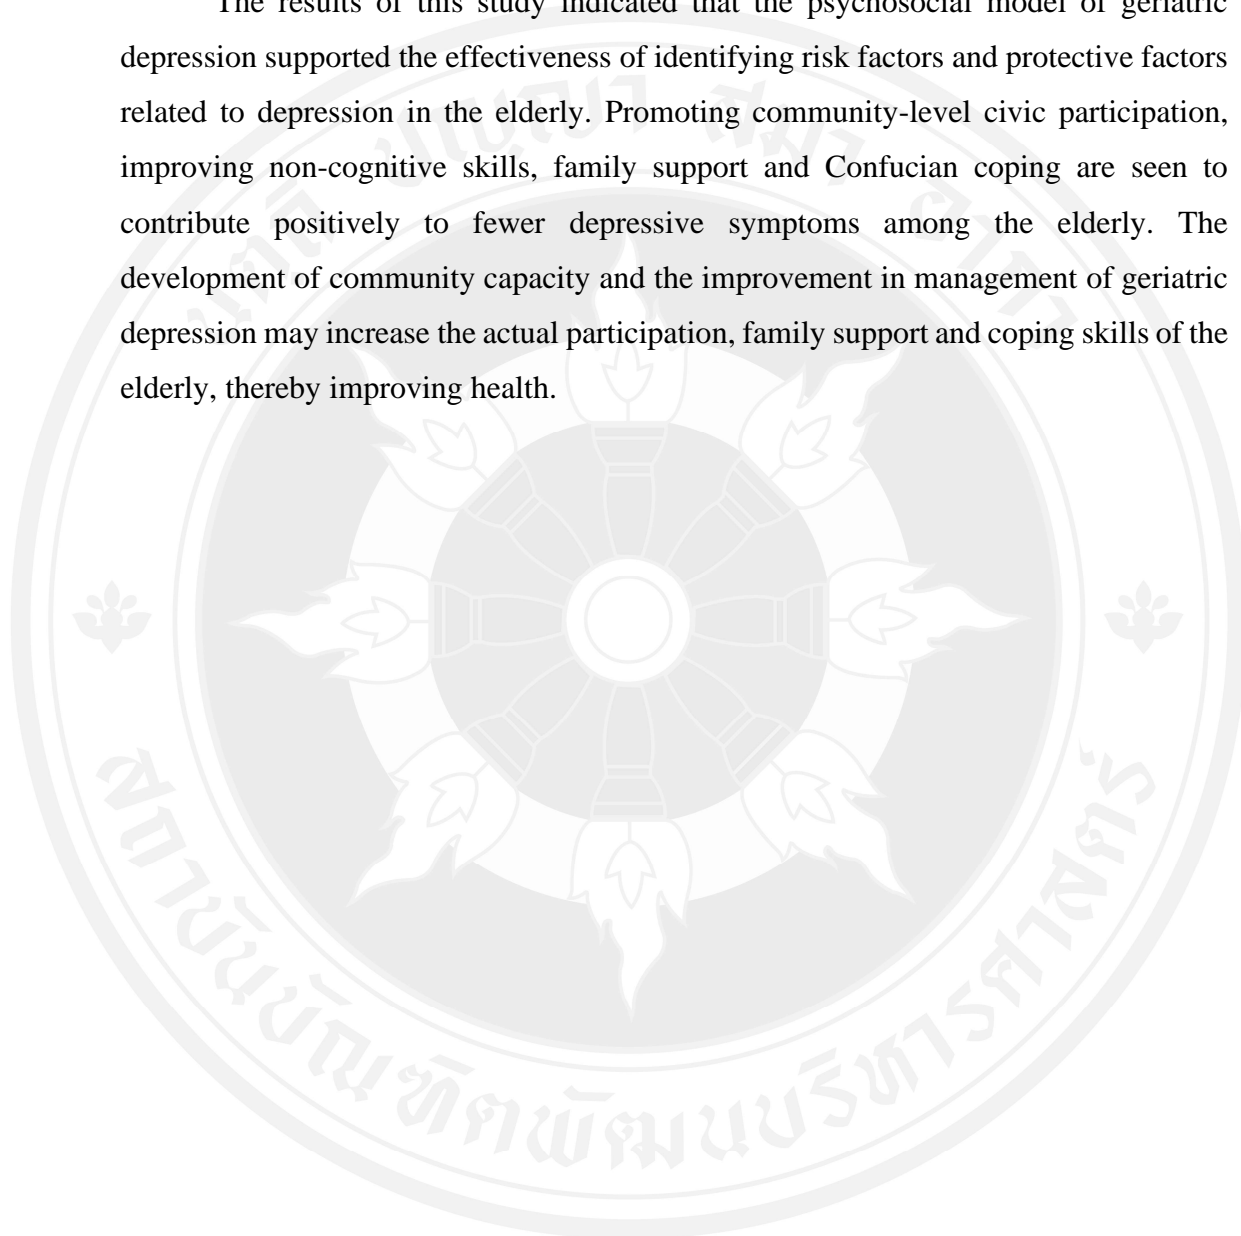 The results of this study indicated that the psychosocial model of geriatric
depression supported the effectiveness of identifying risk factors and protective factors
related to depression in the elderly. Promoting community-level civic participation,
improving non-cognitive skills, family support and Confucian coping are seen to
contribute positively to fewer depressive symptoms among the elderly. The
development of community capacity and the improvement in management of geriatric
depression may increase the actual participation, family support and coping skills of the
elderly, thereby improving health.
สถาบันบัณฑิตพัฒนบริหารศาสตร์